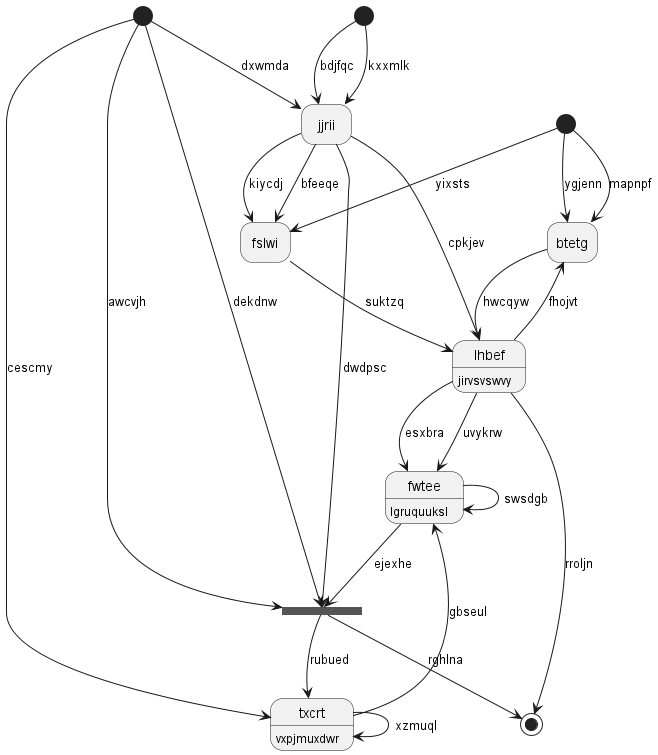 dxwmda
bdjfqc
kxxmlk
jjrii
kiycdj
bfeeqe
yixsts
ygjenn
mapnpf
fslwi
cpkjev
btetg
cescmy
awcvjh
dekdnw
suktzq
dwdpsc
hwcqyw
fhojvt
lhbef
jirvsvswvy
esxbra
uvykrw
fwtee
lgruquuksl
swsdgb
ejexhe
rroljn
gbseul
rubued
rghlna
txcrt
vxpjmuxdwr
xzmuql